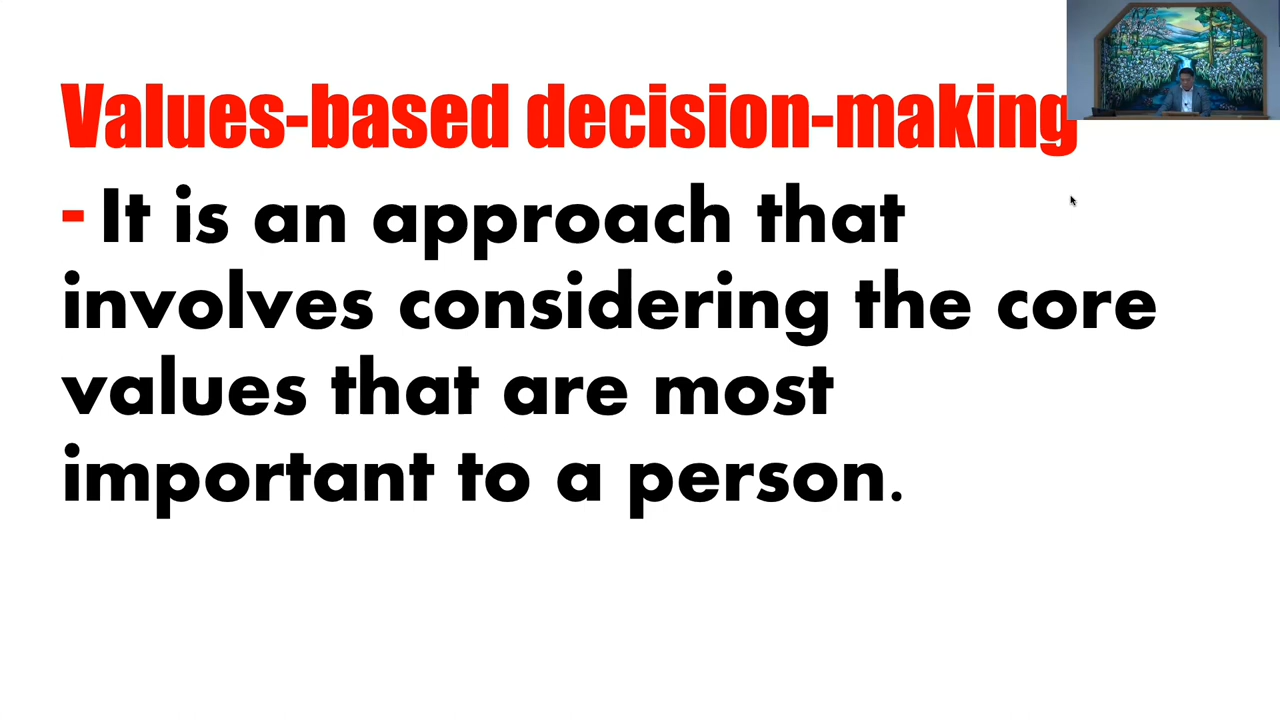 Values-based decision-making
- It is an approach that
involves considering the core
values that are most
important to a person.